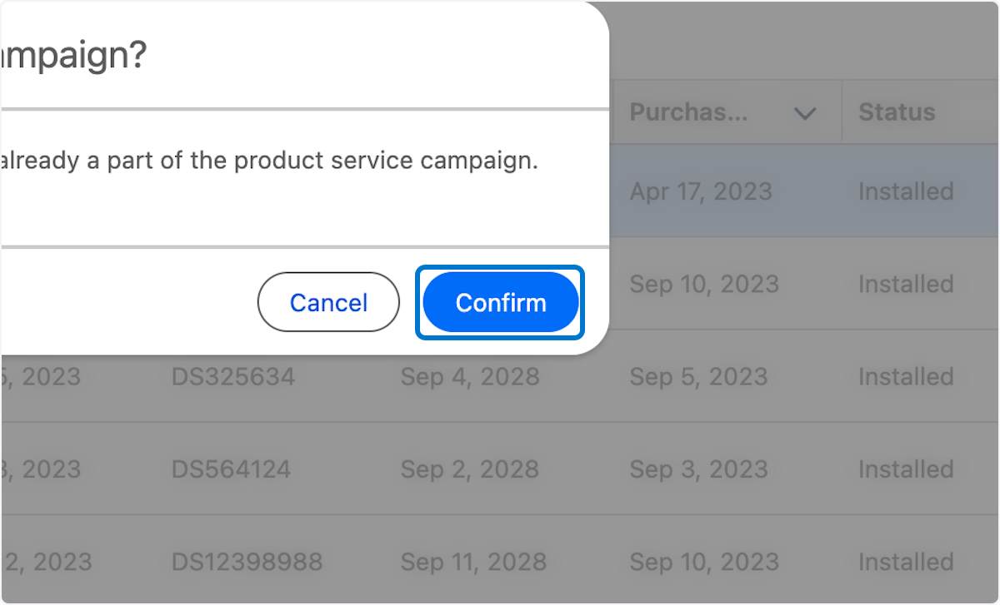 ampaign?
Purchas... Status
already a part of the product service campaign.
Apr 17, 2023 Installed
Sep 10, 2023 Installed
Cancel Confirm
5, 2023 DS325634 Sep 4, 2028 Sep 5, 2023 Installed
3, 2023 DS564124 Sep 2, 2028 Sep 3, 2023 Installed
2, 2023 DS12398988 Sep 11, 2028 Sep 10, 2023 Installed